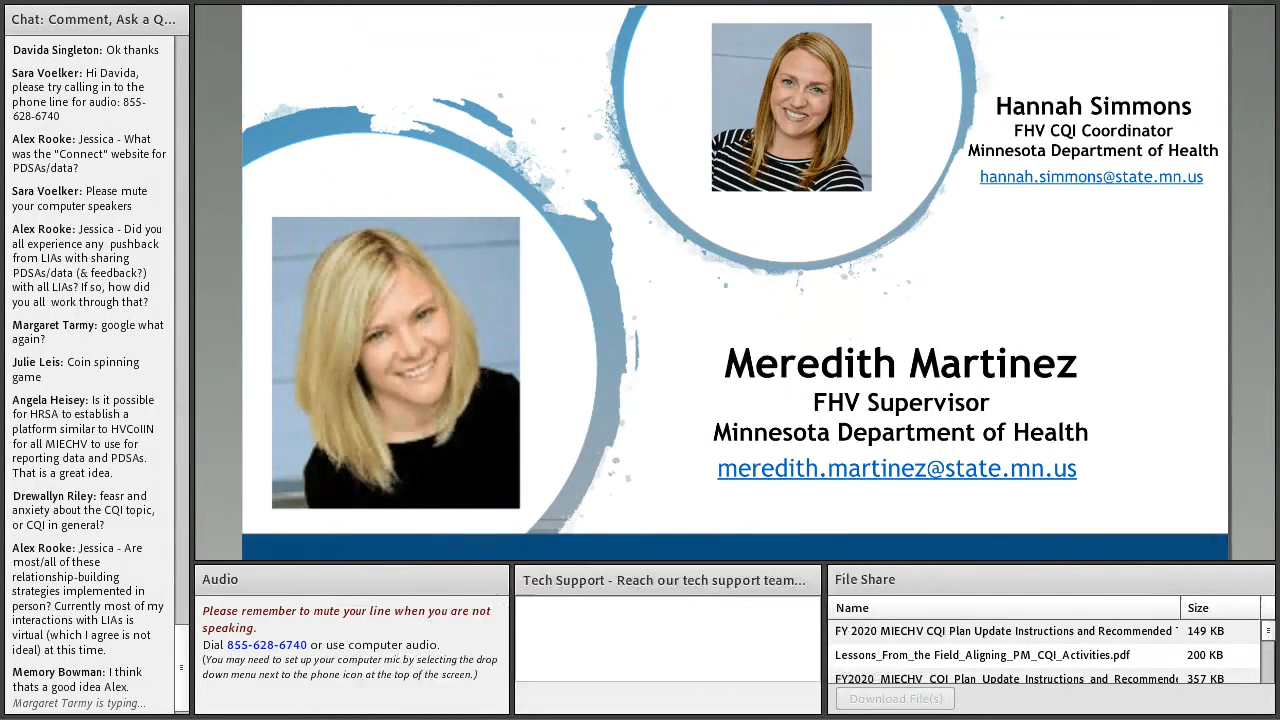 Chat: Comment, Ask a Q...
Davida Singleton: Ok thanks
Sara Voelker: Hi Davida,
please try calling in the
phone line for audio: 855-
628-6740
Alex Rooke: Jessica - What
was the "Connect" website for
PDSAs/data?
Sara Voelker: Please mute
your computer speakers
Alex Rooke: Jessica - Did you
all experience any pushback
from LIAs with sharing
PDSAs/data (& feedback?)
with all LIAs? If so, how did
you all work through that?
Margaret Tarmy: google what
again?
Julie Leis: Coin spinning
game
Angela Heisey: Is it possible
for HRSA to establish a
platform similar to HVCoIIN
for all MIECHV to use for
reporting data and PDSAs.
That is a great idea.
Drewallyn Riley: feasr and
anxiety about the CQI topic,
or CQI in general?
Alex Rooke: Jessica - Are
most/all of these
relationship-building
strategies implemented in
person? Currently most of my
interactions with LIAs is
virtual (which I agree is not
ideal) at this time.
Memory Bowman: I think
thats a good idea Alex.
Margaret Tarmy is typing
Hannah Simmons
FHV CQI Coordinator
Minnesota Department of Health
hannah.simmons@state.mn.us
Meredith Martinez
FHV Supervisor
Minnesota Department of Health
meredith.martinez@state.mn.us
Audio
Please remember to mute your line when you are not
speaking.
Dial 855-628-6740 or use computer audio.
(You may need to set up your computer mic by selecting the drop
down menu next to the phone icon at the top of the screen.)
Tech Support - Reach our tech support team...
File Share
Name Size
FY 2020 MIECHV CQI Plan Update Instructions and Recommended 149 KB
Lessons_From_the Field_Aligning_PM_CQI_Activities.pdf 200 KB
FY2020 MIECHV CQI Plan Update Instructions and Recommende 357 KB
Download File(s)